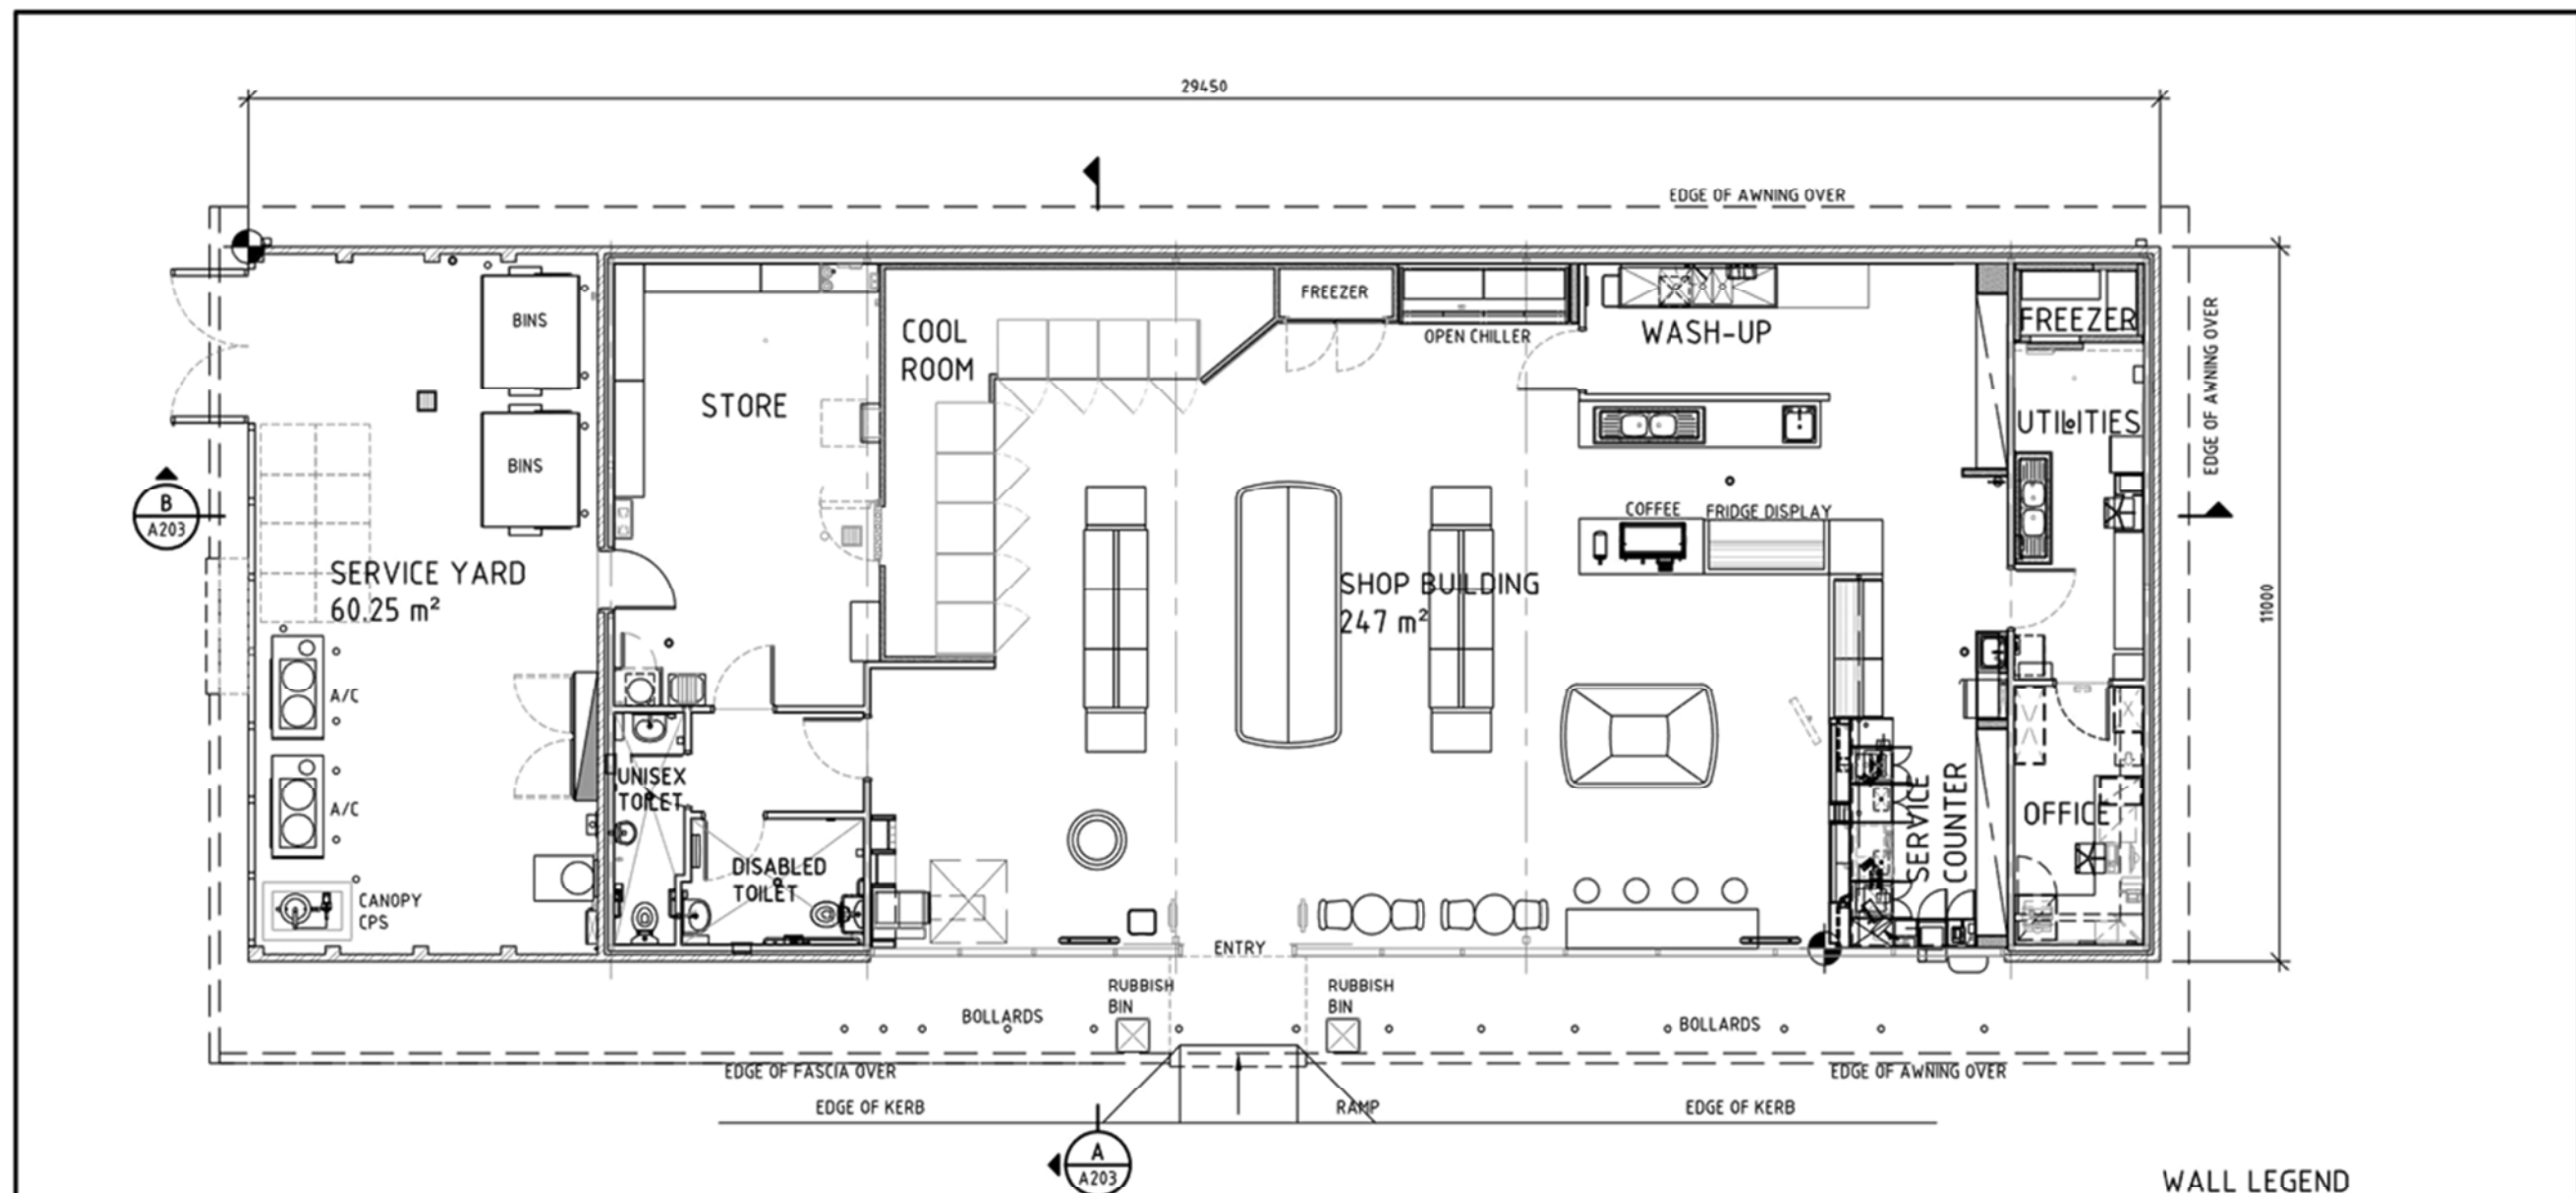 29450
EDGE OF AWNING OVER
FREEZER
BINS
COOL
ROOM
OPEN CHILLER
WASH-UP
FREEZER
EDGE OF AWNING OVER
STORE
UTILITIES
BINS
B
A203
COFFEE
FRIDGE DISPLAY
SERVICE YARD
60.25 m²
SHOP BUILDING
247 m²
11000
A/C
UNISEX
TOILET
A/C
SERVICE
COUNTER
OFFICE
DISABLED
TOILET
CANOPY
CPS
ENTRY
RUBBISH
BIN
RUBBISH
BIN
BOLLARDS
BOLLARDS
EDGE OF FASCIA OVER
EDGE OF AWNING OVER
EDGE OF KERB
RAMP
EDGE OF KERB
A
A203
WALL LEGEND